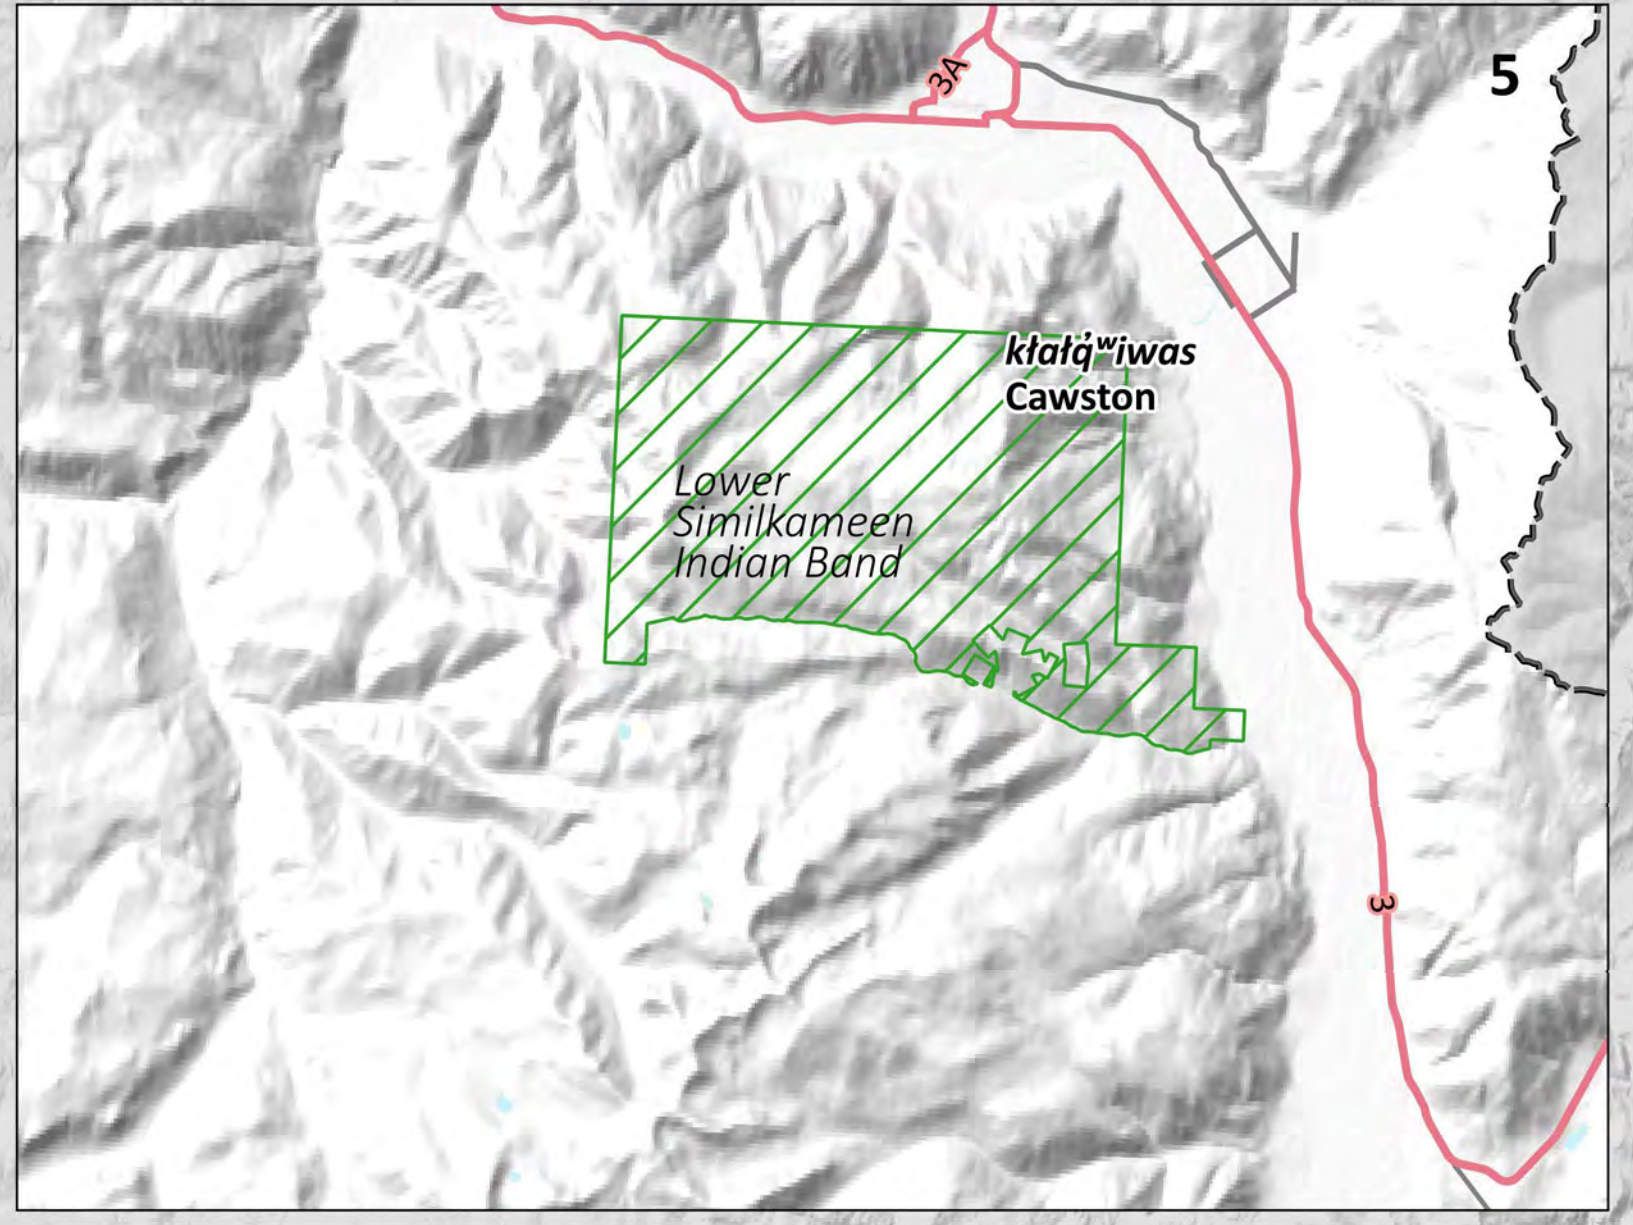 5
3A
kłałq̓ʷiwas
Cawston
Lower
Similkameen
Indian Band
3